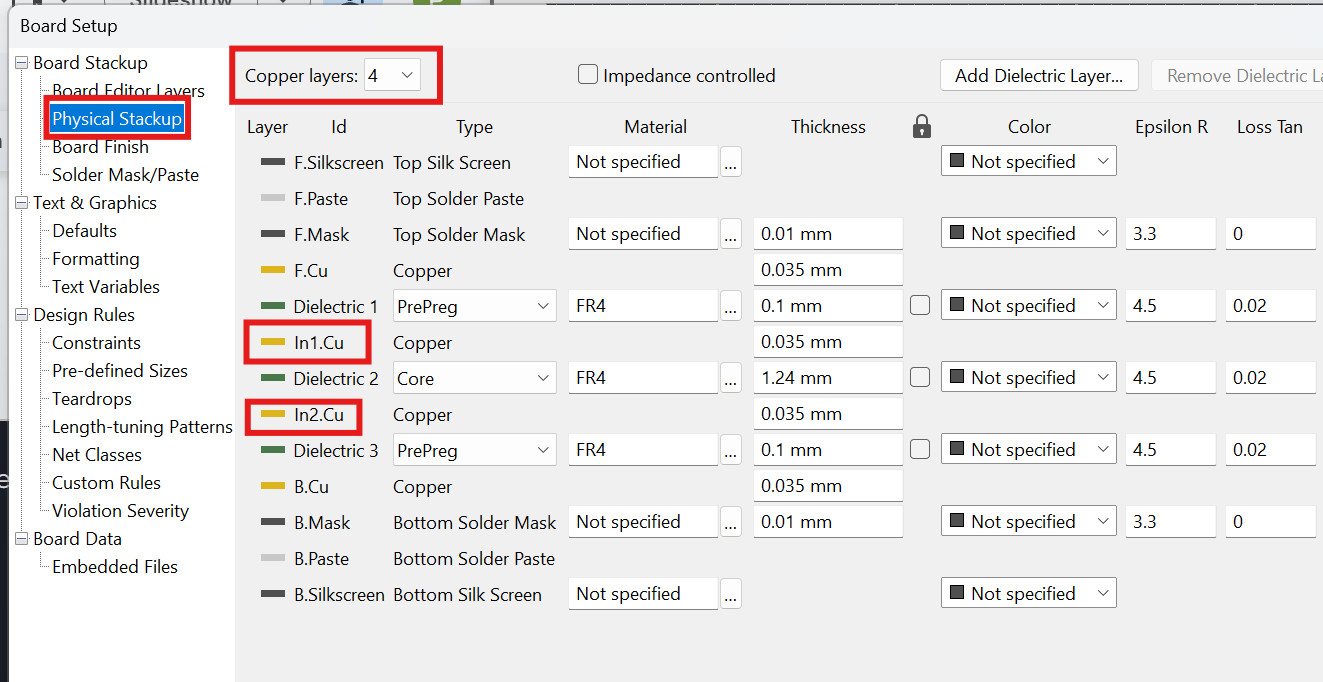 Slideshow
Board Setup
Board Stackup
Board Editor Layers
Physical Stackup
Board Finish
Solder Mask/Paste
Text & Graphics
Defaults
Formatting
Text Variables
Design Rules
Constraints
Pre-defined Sizes
Teardrops
Length-tuning Patterns
Net Classes
Custom Rules
Violation Severity
Board Data
Embedded Files
Copper layers: 4 Impedance controlled Add Dielectric Layer... Remove Dielectric
Layer Id Type Material Thickness Color Epsilon R Loss Tan
F.Silkscreen Top Silk Screen Not specified ... Not specified
F.Paste Top Solder Paste
F.Mask Top Solder Mask Not specified ... 0.01 mm Not specified 3.3 0
F.Cu Copper 0.035 mm
Dielectric 1 PrePreg FR4 ... 0.1 mm Not specified 4.5 0.02
In1.Cu Copper 0.035 mm
Dielectric 2 Core FR4 ... 1.24 mm Not specified 4.5 0.02
In2.Cu Copper 0.035 mm
Dielectric 3 PrePreg FR4 ... 0.1 mm Not specified 4.5 0.02
B.Cu Copper 0.035 mm
B.Mask Bottom Solder Mask Not specified ... 0.01 mm Not specified 3.3 0
B.Paste Bottom Solder Paste
B.Silkscreen Bottom Silk Screen Not specified ... Not specified